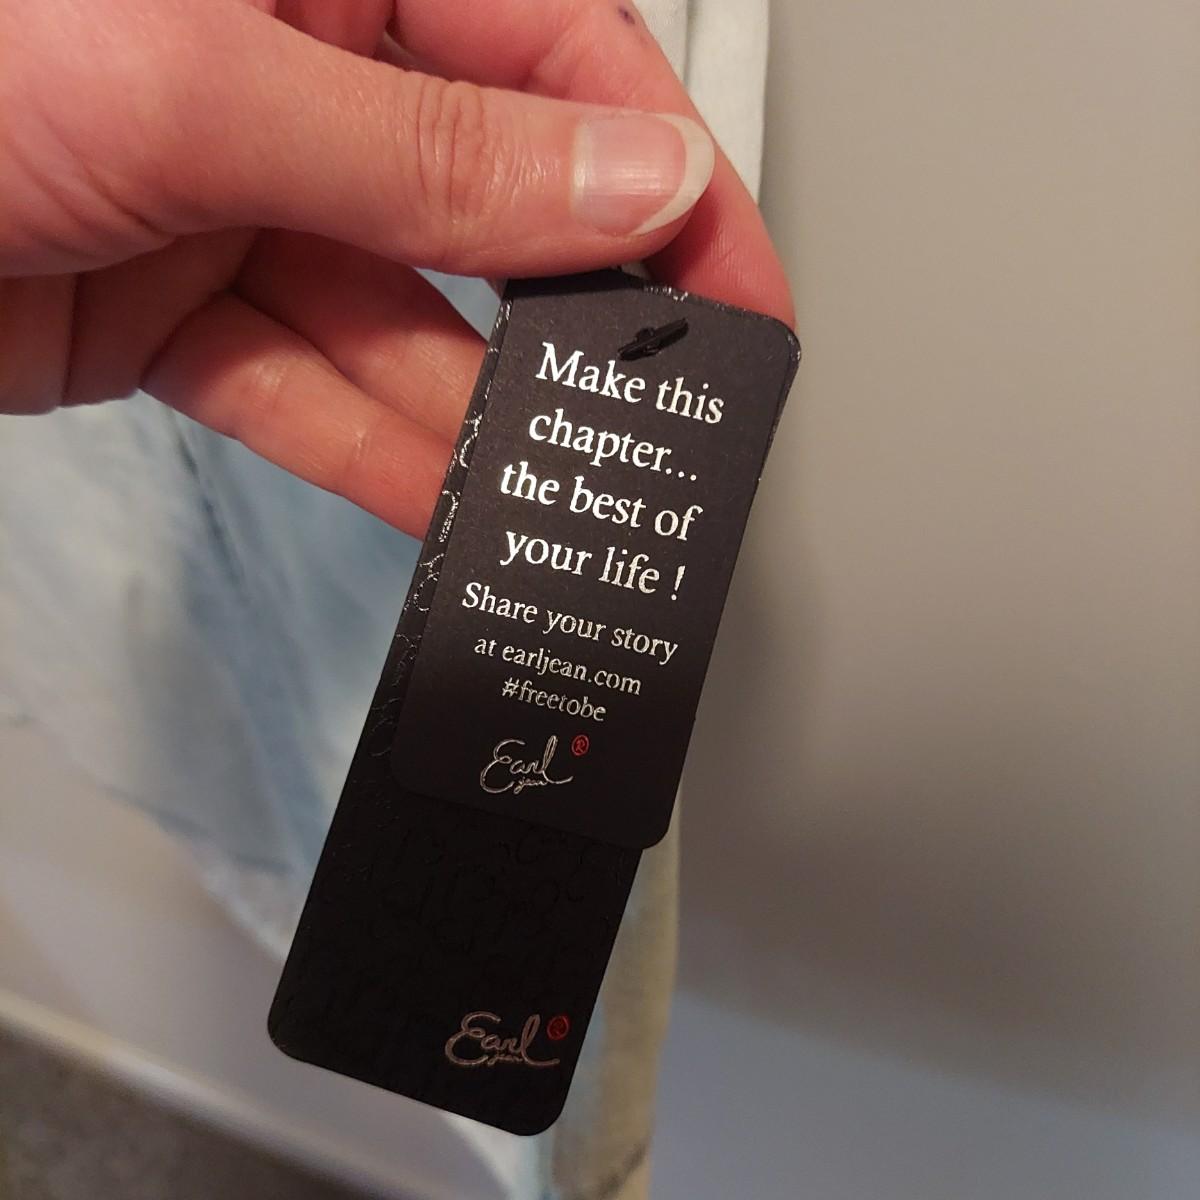 Make this
chapter...
the best of
your life !
Share your story
at earljean.com
#freetobe
Earl ®
jean
Earl ®
jean